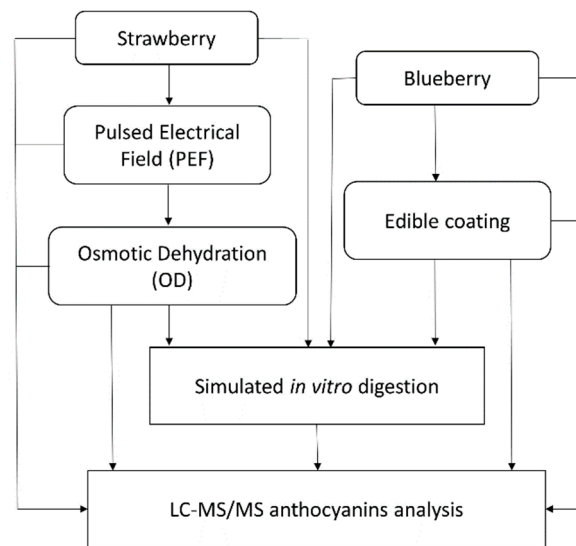 Strawberry
Blueberry
Pulsed Electrical
Field (PEF)
Edible coating
Osmotic Dehydration
(OD)
Simulated in vitro digestion
LC-MS/MS anthocyanins analysis